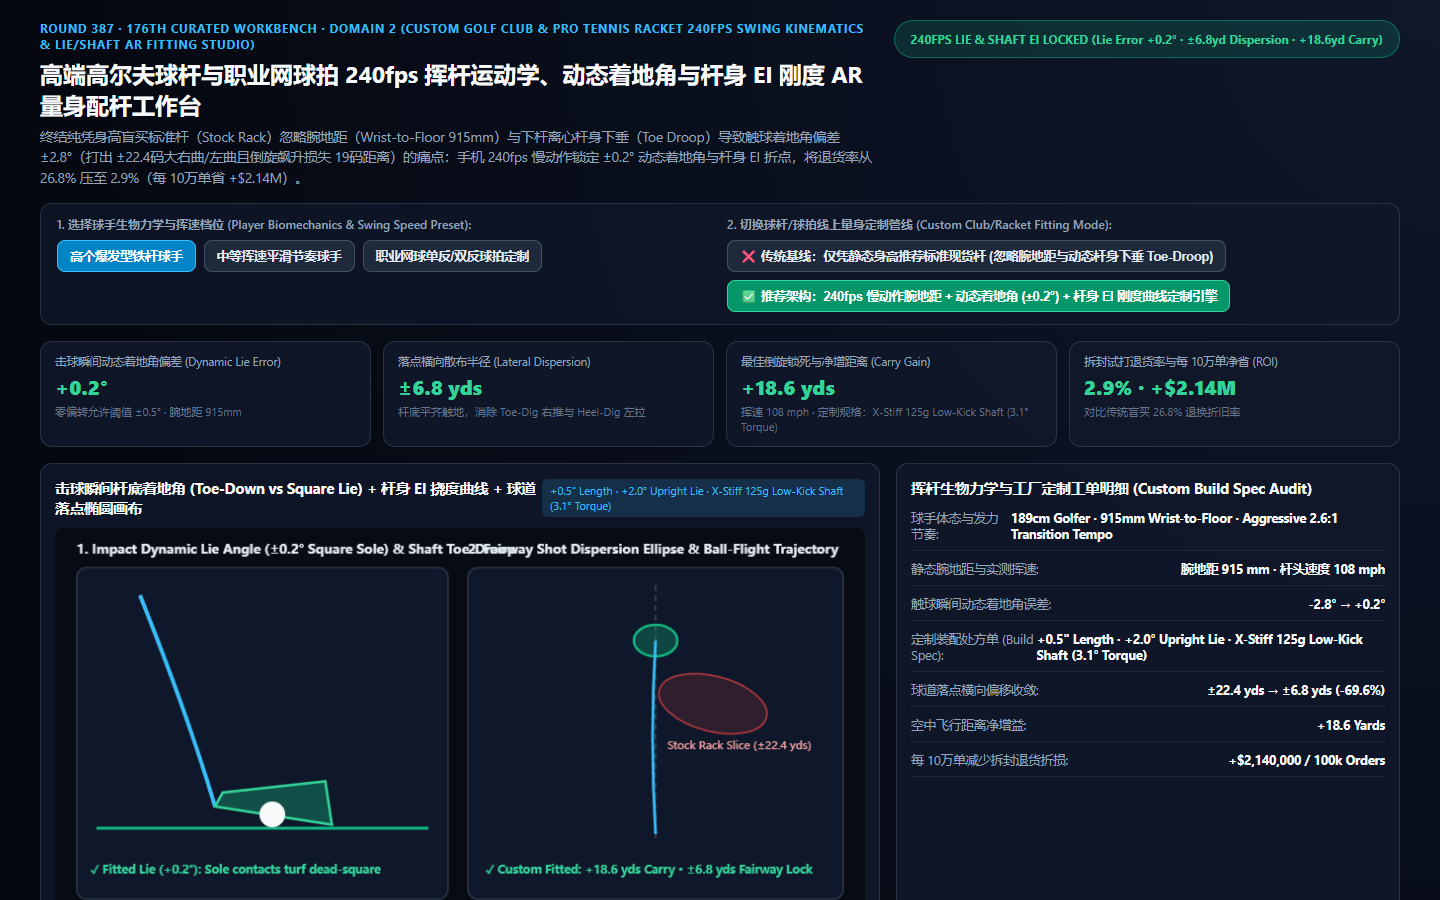 ROUND 387 · 176TH CURATED WORKBENCH · DOMAIN 2 (CUSTOM GOLF CLUB & PRO TENNIS RACKET 240FPS SWING KINEMATICS
& LIE/SHAFT AR FITTING STUDIO)
240FPS LIE & SHAFT EI LOCKED (Lie Error +0.2° · ±6.8yd Dispersion · +18.6yd Carry)
高端高尔夫球杆与职业网球拍 240fps 挥杆运动学、动态着地角与杆身 EI 刚度 AR
量身配杆工作台
终结纯凭身高盲买标准杆（Stock Rack）忽略腕地距（Wrist-to-Floor 915mm）与下杆离心杆身下垂（Toe Droop）导致触球着地角偏差
±2.8°（打出 ±22.4码大右曲/左曲且倒旋飙升损失 19码距离）的痛点：手机 240fps 慢动作锁定 ±0.2° 动态着地角与杆身 EI 折点，将退货率从
26.8% 压至 2.9%（每 10万单省 +$2.14M）。
1. 选择球手生物力学与挥速档位 (Player Biomechanics & Swing Speed Preset):
高个爆发型铁杆球手
中等挥速平滑节奏球手
职业网球单反/双反球拍定制
2. 切换球杆/球拍线上量身定制管线 (Custom Club/Racket Fitting Mode):
❌ 传统基线：仅凭静态身高推荐标准现货杆 (忽略腕地距与动态杆身下垂 Toe-Droop)
✅ 推荐架构：240fps 慢动作腕地距 + 动态着地角 (±0.2°) + 杆身 EI 刚度曲线定制引擎
击球瞬间动态着地角偏差 (Dynamic Lie Error)
+0.2°
零偏转允许阈值 ±0.5° · 腕地距 915mm
落点横向散布半径 (Lateral Dispersion)
±6.8 yds
杆底平齐触地，消除 Toe-Dig 右推与 Heel-Dig 左拉
最佳倒旋锁死与净增距离 (Carry Gain)
+18.6 yds
挥速 108 mph · 定制规格：X-Stiff 125g Low-Kick Shaft (3.1°
Torque)
拆封试打退货率与每 10万单净省 (ROI)
2.9% · +$2.14M
对比传统盲买 26.8% 退换折旧率
击球瞬间杆底着地角 (Toe-Down vs Square Lie) + 杆身 EI 挠度曲线 + 球道
落点椭圆画布
+0.5" Length · +2.0° Upright Lie · X-Stiff 125g Low-Kick Shaft
(3.1° Torque)
1. Impact Dynamic Lie Angle (±0.2° Square Sole) & Shaft Toe Droop
2. Fairway Shot Dispersion Ellipse & Ball-Flight Trajectory
Stock Rack Slice (±22.4 yds)
✓ Fitted Lie (+0.2°): Sole contacts turf dead-square
✓ Custom Fitted: +18.6 yds Carry • ±6.8 yds Fairway Lock
挥杆生物力学与工厂定制工单明细 (Custom Build Spec Audit)
球手体态与发力
节奏:
189cm Golfer · 915mm Wrist-to-Floor · Aggressive 2.6:1
Transition Tempo
静态腕地距与实测挥速:
腕地距 915 mm · 杆头速度 108 mph
触球瞬间动态着地角误差:
-2.8° → +0.2°
定制装配处方单 (Build
Spec):
+0.5" Length · +2.0° Upright Lie · X-Stiff 125g Low-Kick
Shaft (3.1° Torque)
球道落点横向偏移收敛:
±22.4 yds → ±6.8 yds (-69.6%)
空中飞行距离净增益:
+18.6 Yards
每 10万单减少拆封退货折损:
+$2,140,000 / 100k Orders